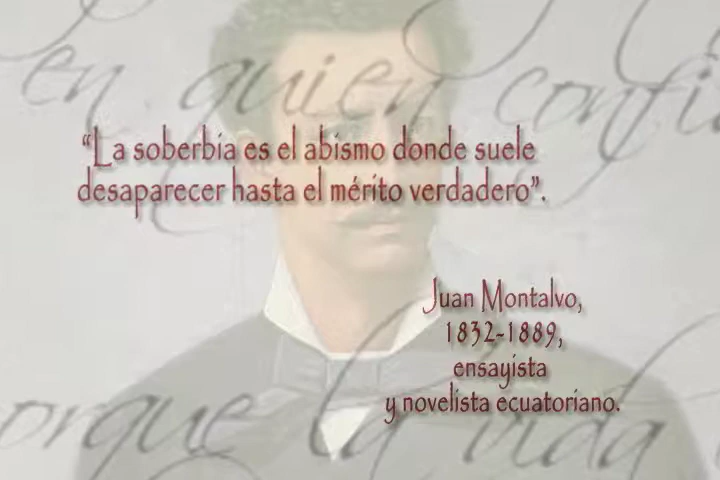 en quien confi
“La soberbia es el abismo donde suele
desaparecer hasta el mérito verdadero”.
Juan Montalvo,
1832-1889,
ensayista
y novelista ecuatoriano.
orque la vida